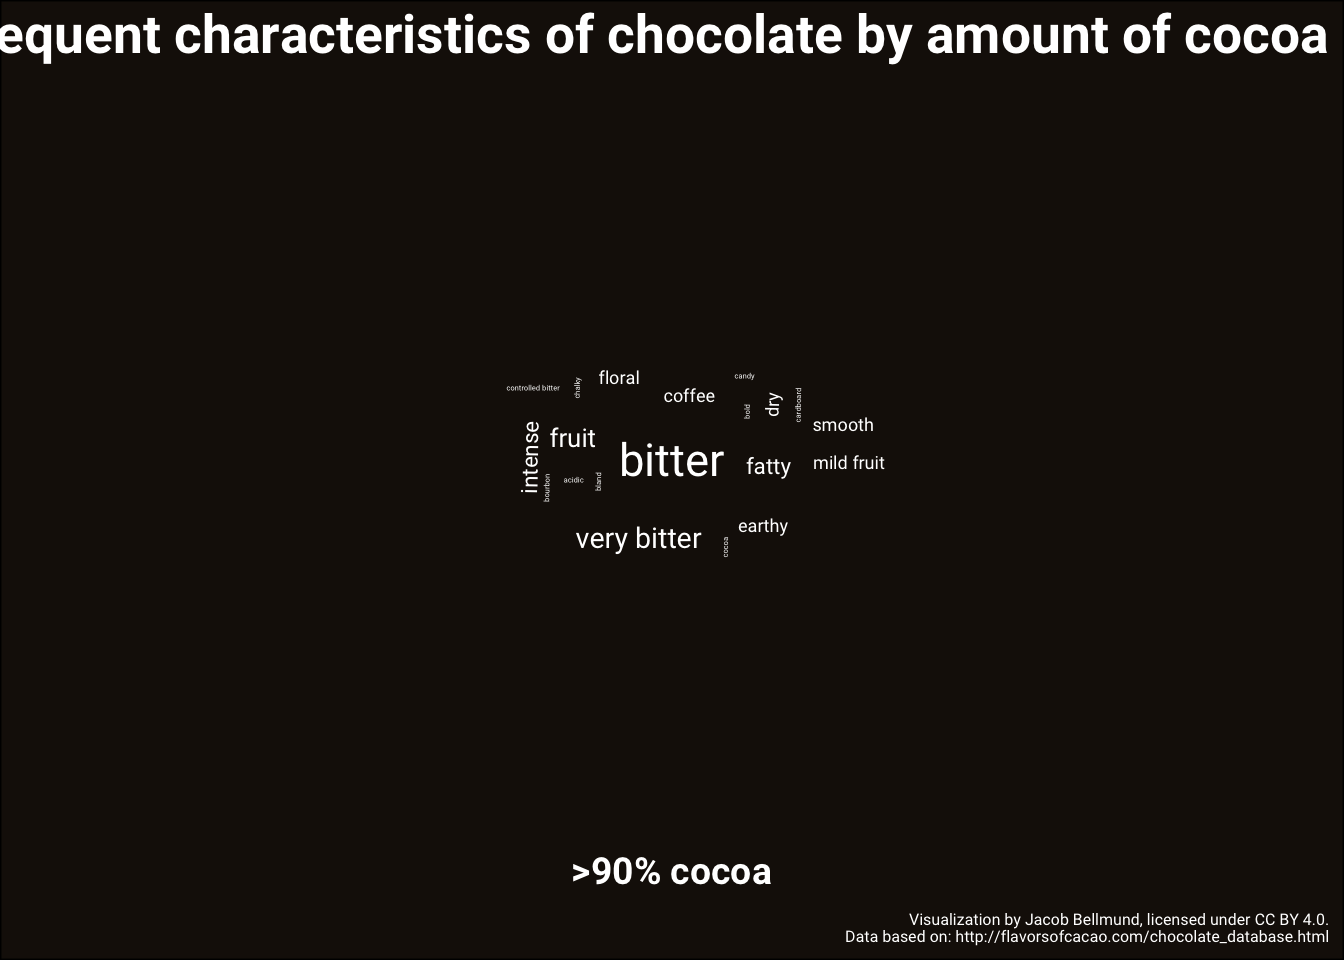 equent characteristics of chocolate by amount of cocoa
floral
candy
controlled bitter
chalky
coffee
bold
dry
cardboard
smooth
intense
fruit
bitter
fatty
mild fruit
bourbon
acidic
bland
very bitter
earthy
cocoa
>90% cocoa
Visualization by Jacob Bellmund, licensed under CC BY 4.0.
Data based on: http://flavorsofcacao.com/chocolate_database.html